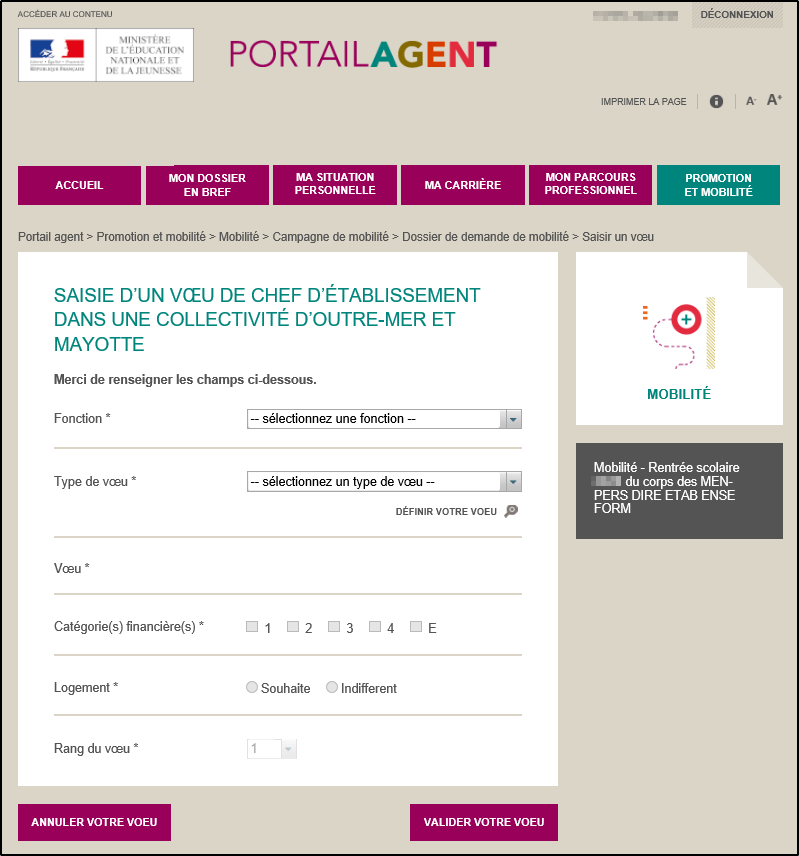 ACCÉDER AU CONTENU
DÉCONNEXION
MINISTÈRE
DE L'ÉDUCATION
NATIONALE ET
DE LA JEUNESSE
RÉPUBLIQUE FRANÇAISE
PORTAILAGENT
IMPRIMER LA PAGE
A-
A+
ACCUEIL
MON DOSSIER
EN BREF
MA SITUATION
PERSONNELLE
MA CARRIÈRE
MON PARCOURS
PROFESSIONNEL
PROMOTION
ET MOBILITÉ
Portail agent > Promotion et mobilité > Mobilité > Campagne de mobilité > Dossier de demande de mobilité > Saisir un vœu
SAISIE D'UN VŒU DE CHEF D'ÉTABLISSEMENT
DANS UNE COLLECTIVITÉ D'OUTRE-MER ET
MAYOTTE
Merci de renseigner les champs ci-dessous.
Fonction *
-- sélectionnez une fonction --
Type de vœu *
-- sélectionnez un type de vœu --
DÉFINIR VOTRE VOEU
Vœu *
Catégorie(s) financière(s) *
1 2 3 4 E
Logement *
Souhaite Indifferent
Rang du vœu *
1
ANNULER VOTRE VOEU
VALIDER VOTRE VOEU
MOBILITÉ
Mobilité - Rentrée scolaire
du corps des MEN-
PERS DIRE ETAB ENSE
FORM